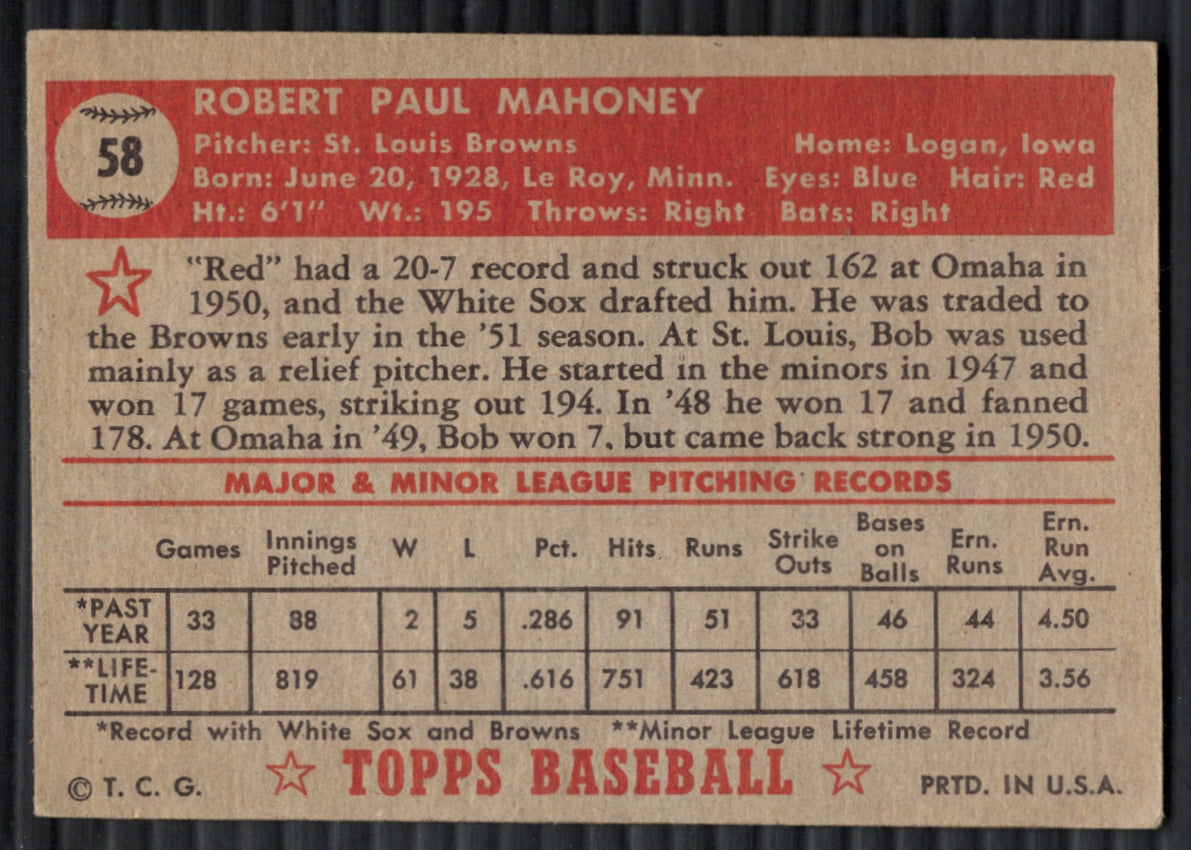 58
ROBERT PAUL MAHONEY
Pitcher: St. Louis Browns Home: Logan, Iowa
Born: June 20, 1928, Le Roy, Minn. Eyes: Blue Hair: Red
Ht.: 6'1" Wt.: 195 Throws: Right Bats: Right
"Red" had a 20-7 record and struck out 162 at Omaha in
1950, and the White Sox drafted him. He was traded to
the Browns early in the '51 season. At St. Louis, Bob was used
mainly as a relief pitcher. He started in the minors in 1947 and
won 17 games, striking out 194. In '48 he won 17 and fanned
178. At Omaha in '49, Bob won 7, but came back strong in 1950.
MAJOR & MINOR LEAGUE PITCHING RECORDS
Games Innings Pitched W L Pct. Hits Runs Strike Outs Bases on Balls Ern. Runs Ern. Run Avg.
*PAST YEAR 33 88 2 5 .286 91 51 33 46 44 4.50
**LIFE-TIME 128 819 61 38 .616 751 423 618 458 324 3.56
*Record with White Sox and Browns **Minor League Lifetime Record
© T. C. G. TOPPS BASEBALL PRTD. IN U.S.A.